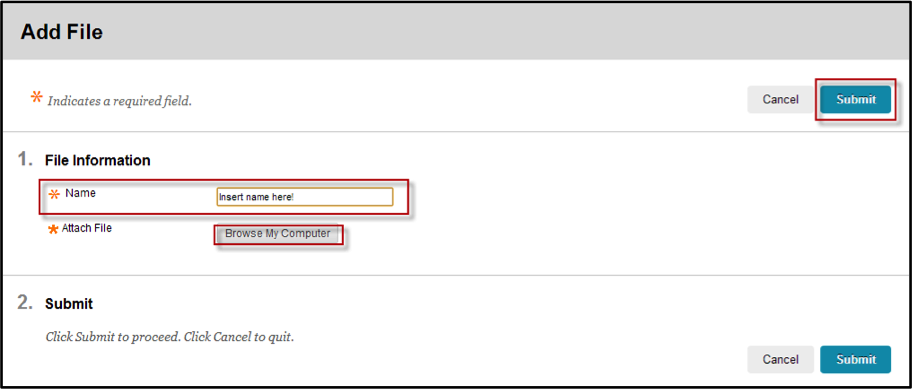 Add File
* Indicates a required field.
Cancel Submit
1. File Information
* Name Insert name here!
* Attach File Browse My Computer
2. Submit
Click Submit to proceed. Click Cancel to quit.
Cancel Submit